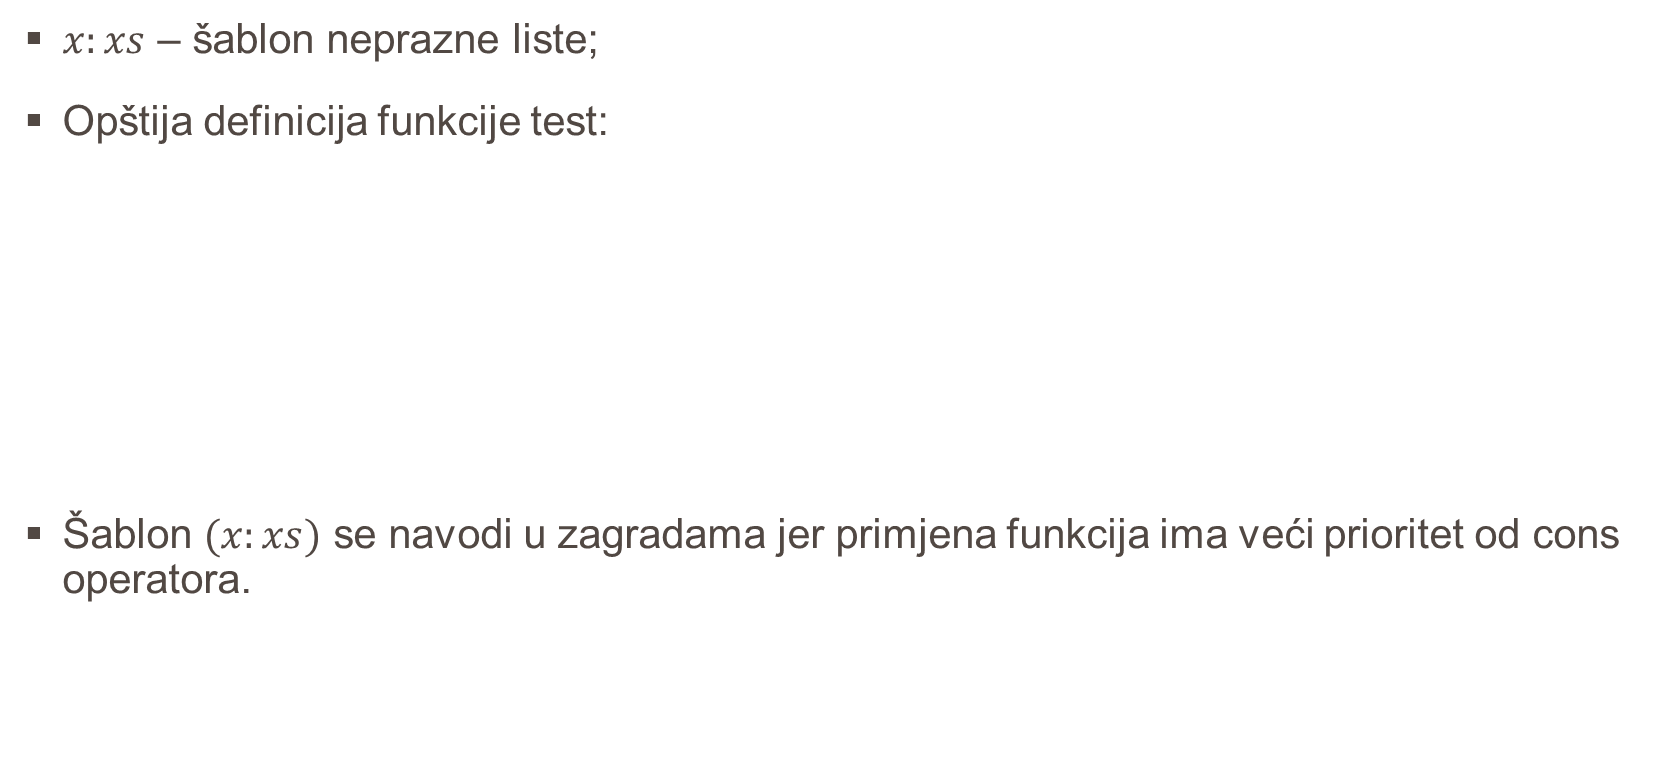 ▪ x: xs – šablon neprazne liste;
▪ Opštija definicija funkcije test:
▪ Šablon (x: xs) se navodi u zagradama jer primjena funkcija ima veći prioritet od cons
operatora.